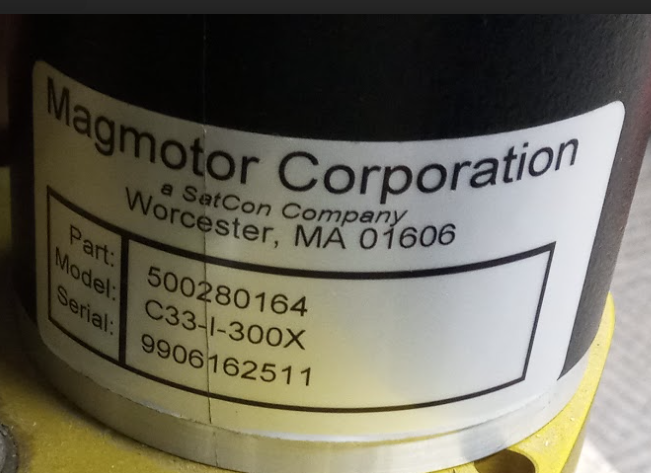 Magmotor Corporation
a SatCon Company
Worcester, MA 01606
Part: 500280164
Model: C33-I-300X
Serial: 9906162511